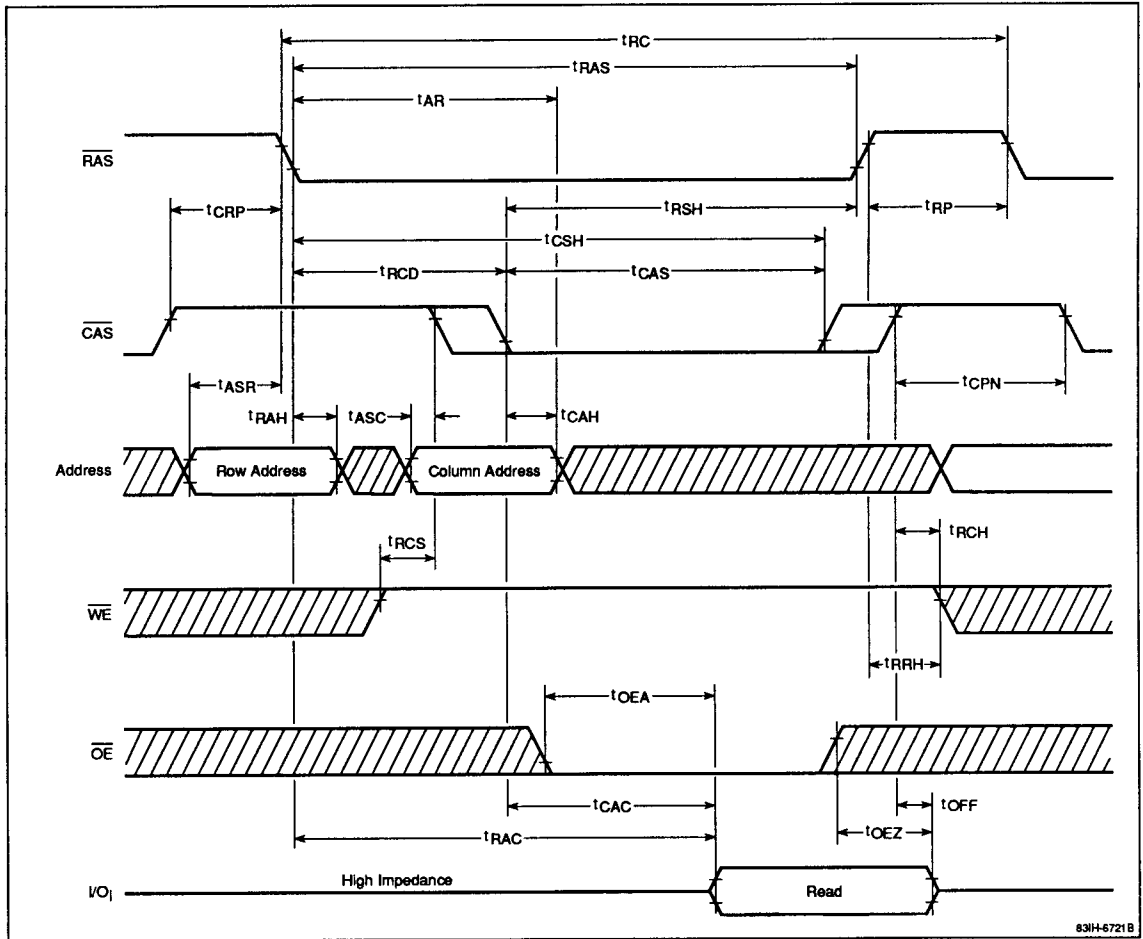 tRC
tRAS
tAR
RAS
tCRP
tRSH
tRP
tCSH
tRCD
tCAS
CAS
tASR
tCPN
tRAH
tASC
tCAH
Address
Row Address
Column Address
tRCS
tRCH
WE
tRRH
tOEA
OE
tCAC
tOFF
tRAC
tOEZ
High Impedance
I/Oi
Read
83IH-6721B